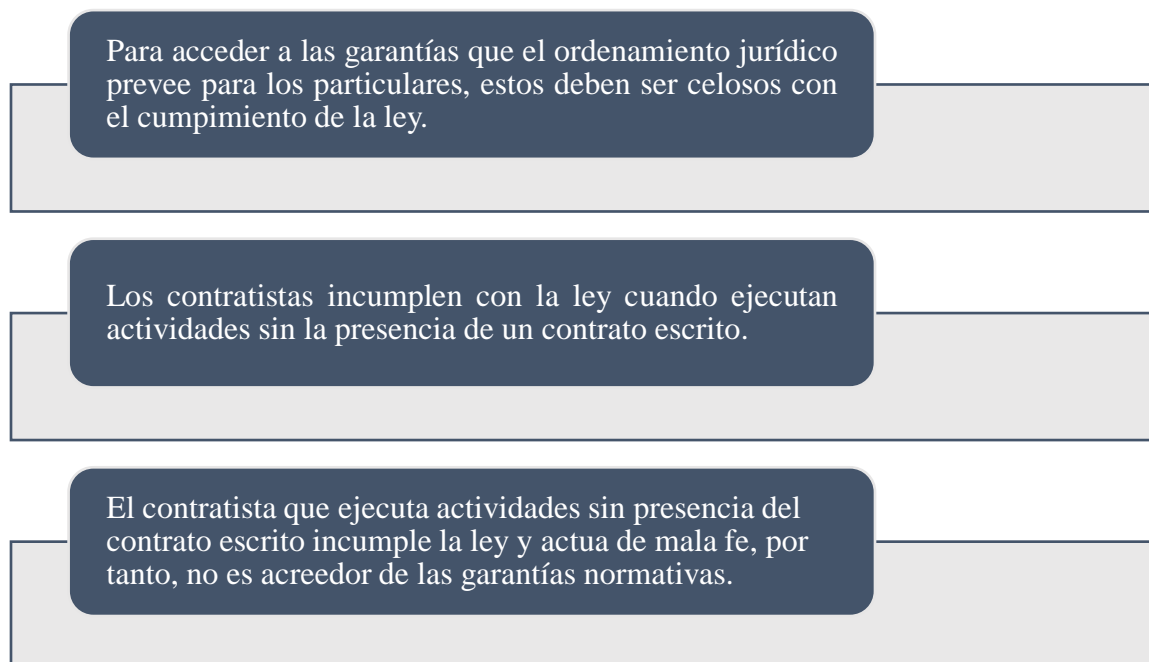 Para acceder a las garantías que el ordenamiento jurídico
prevee para los particulares, estos deben ser celosos con
el cumpimiento de la ley.
Los contratistas incumplen con la ley cuando ejecutan
actividades sin la presencia de un contrato escrito.
El contratista que ejecuta actividades sin presencia del
contrato escrito incumple la ley y actua de mala fe, por
tanto, no es acreedor de las garantías normativas.